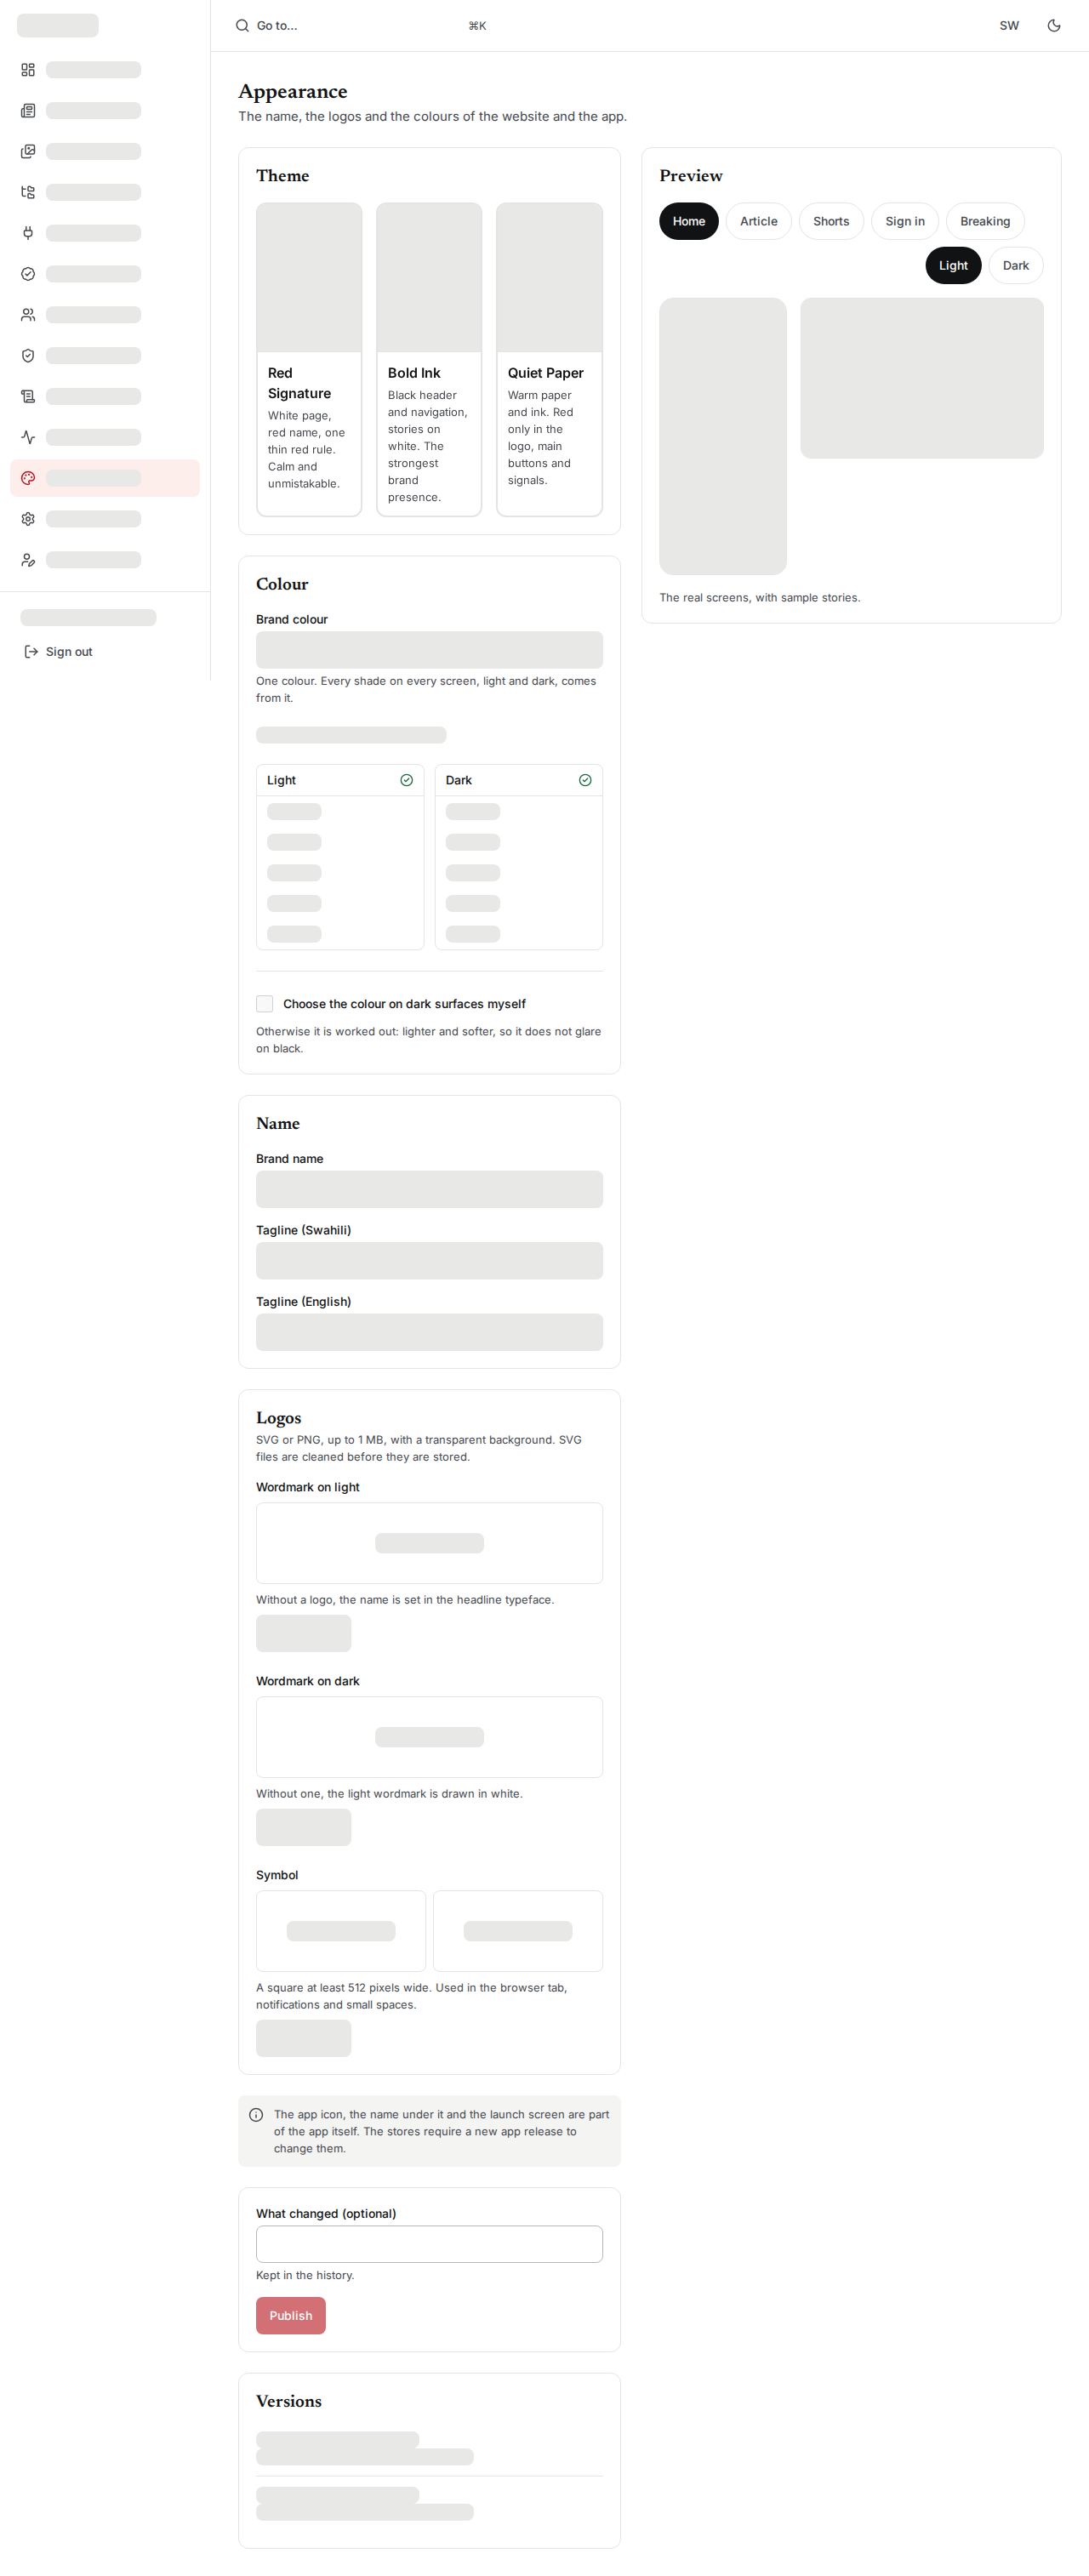 Go to...
⌘K
SW
Appearance
The name, the logos and the colours of the website and the app.
Theme
Red
Signature
White page,
red name, one
thin red rule.
Calm and
unmistakable.
Bold Ink
Black header
and navigation,
stories on
white. The
strongest
brand
presence.
Quiet Paper
Warm paper
and ink. Red
only in the
logo, main
buttons and
signals.
Preview
Home
Article
Shorts
Sign in
Breaking
Light
Dark
The real screens, with sample stories.
Sign out
Colour
Brand colour
One colour. Every shade on every screen, light and dark, comes
from it.
Light
Dark
Choose the colour on dark surfaces myself
Otherwise it is worked out: lighter and softer, so it does not glare
on black.
Name
Brand name
Tagline (Swahili)
Tagline (English)
Logos
SVG or PNG, up to 1 MB, with a transparent background. SVG
files are cleaned before they are stored.
Wordmark on light
Without a logo, the name is set in the headline typeface.
Wordmark on dark
Without one, the light wordmark is drawn in white.
Symbol
A square at least 512 pixels wide. Used in the browser tab,
notifications and small spaces.
The app icon, the name under it and the launch screen are part
of the app itself. The stores require a new app release to
change them.
What changed (optional)
Kept in the history.
Publish
Versions